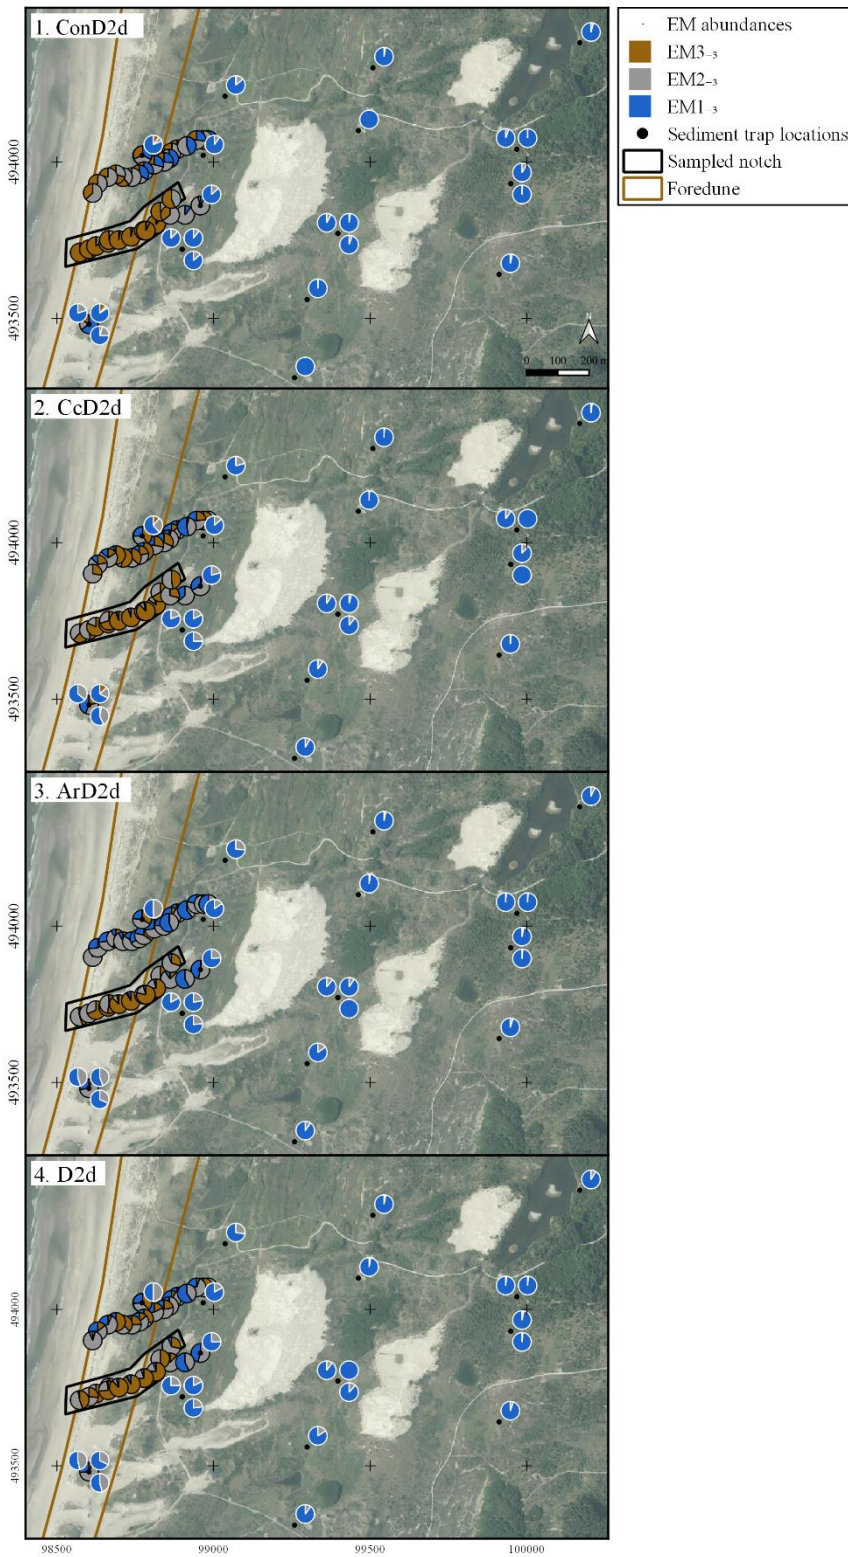 1. ConD2d
494000
493500
N
0 100 200 m
2. CcD2d
494000
493500
3. ArD2d
494000
493500
4. D2d
494000
493500
98500 99000 99500 100000
EM abundances
EM3₋₃
EM2₋₃
EM1₋₃
Sediment trap locations
Sampled notch
Foredune